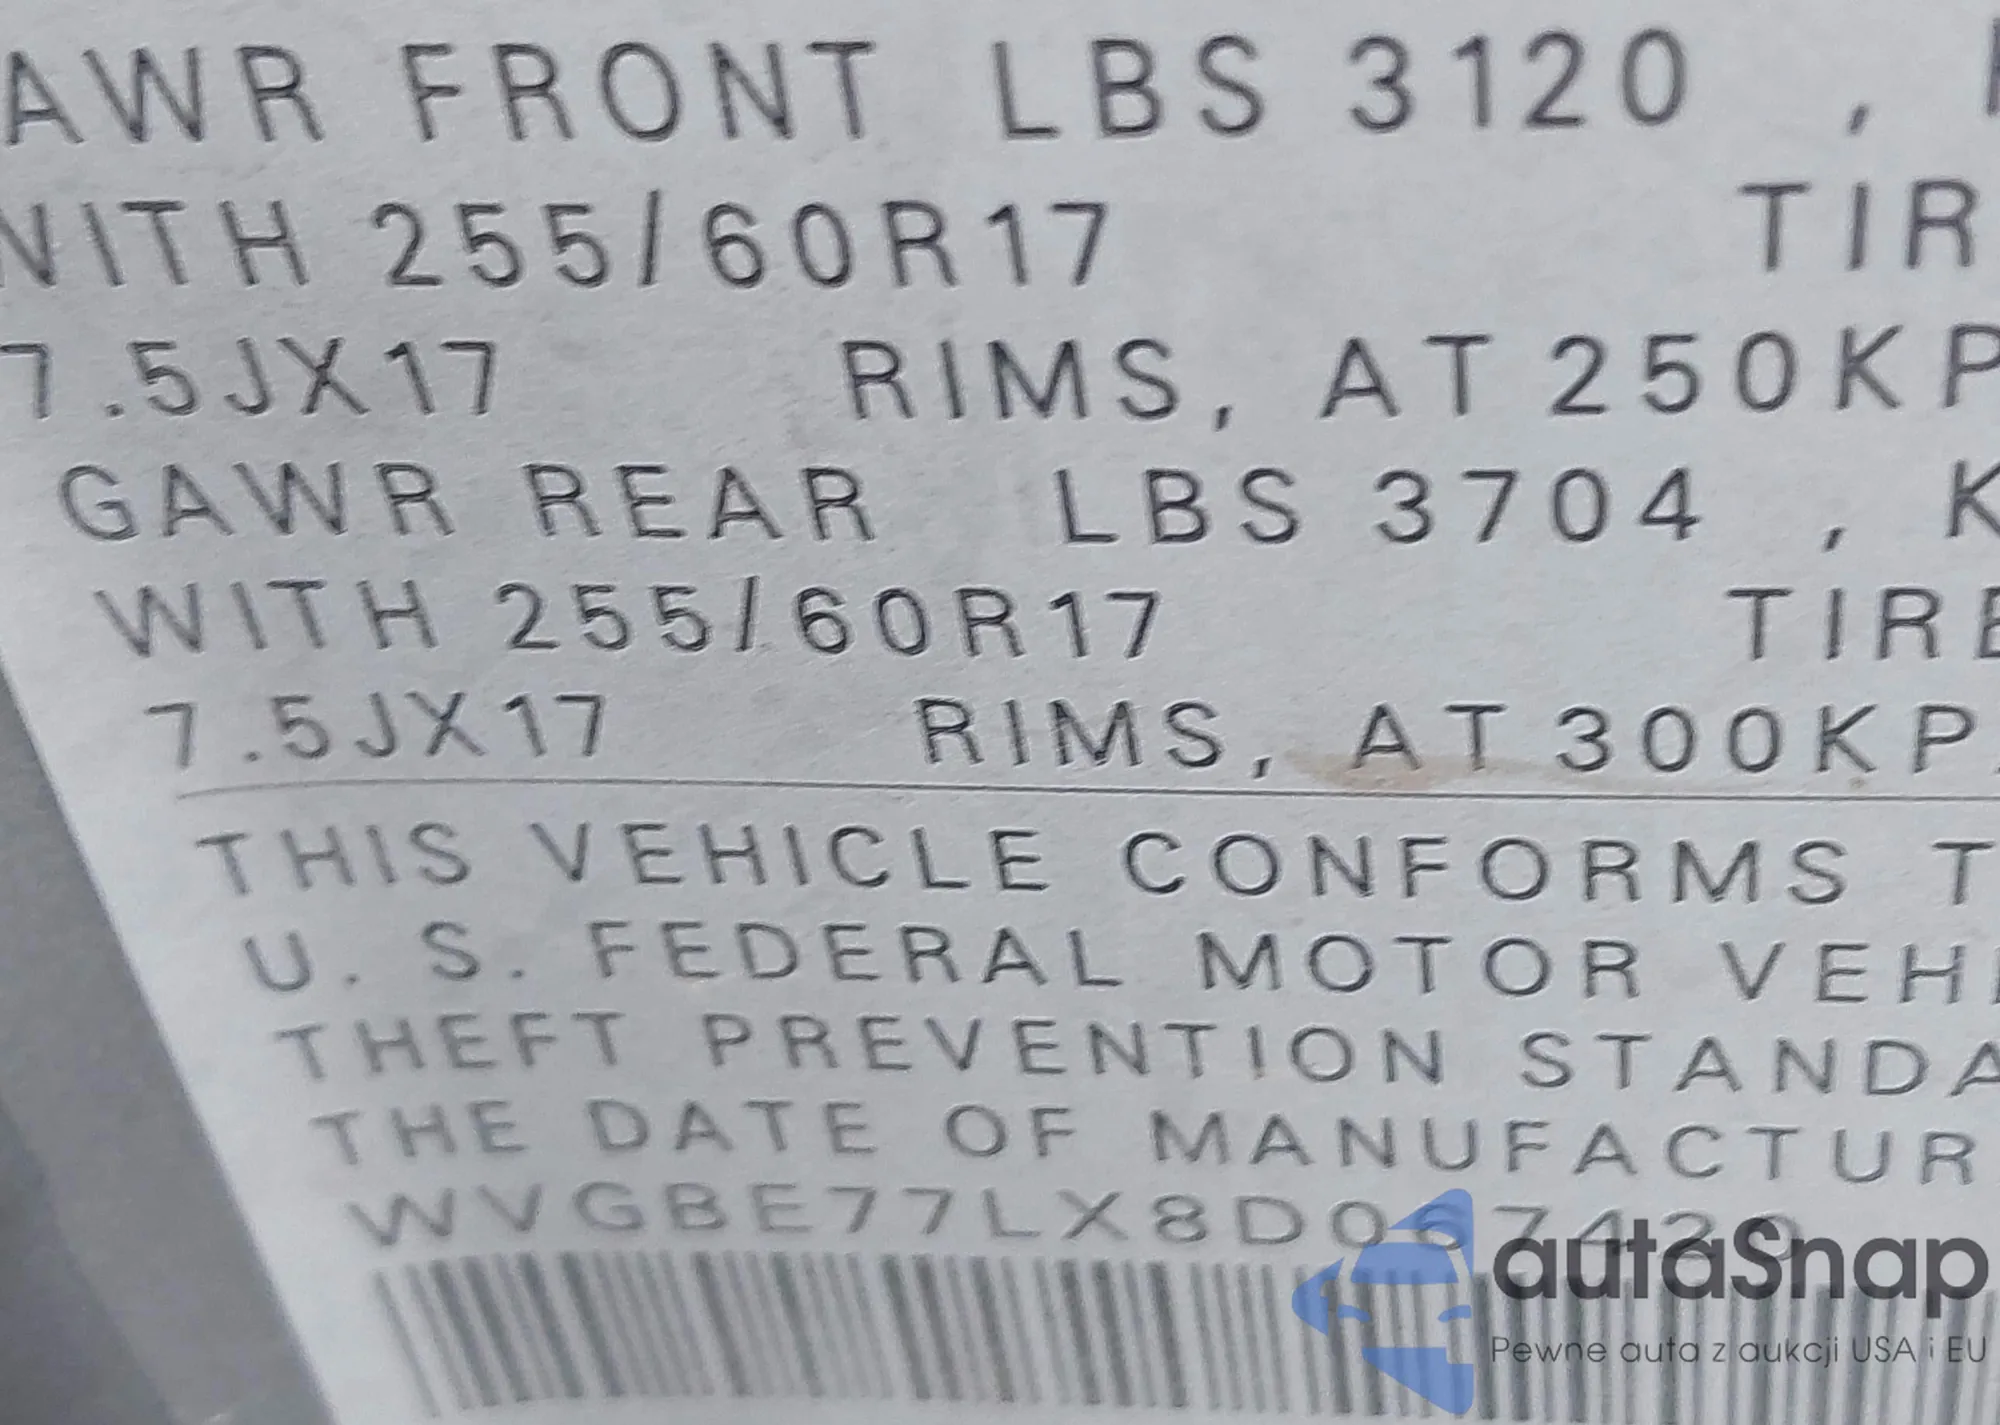 AWR FRONT LBS 3120 ,
WITH 255/60R17 TIR
7.5JX17 RIMS, AT 250KP
GAWR REAR LBS 3704 , K
WITH 255/60R17 TIRE
7.5JX17 RIMS, AT 300KP
THIS VEHICLE CONFORMS T
U. S. FEDERAL MOTOR VEHI
THEFT PREVENTION STANDA
THE DATE OF MANUFACTUR
WVGBE77LX8D067429
autaSnap
Pewne auta z aukcji USA i EU